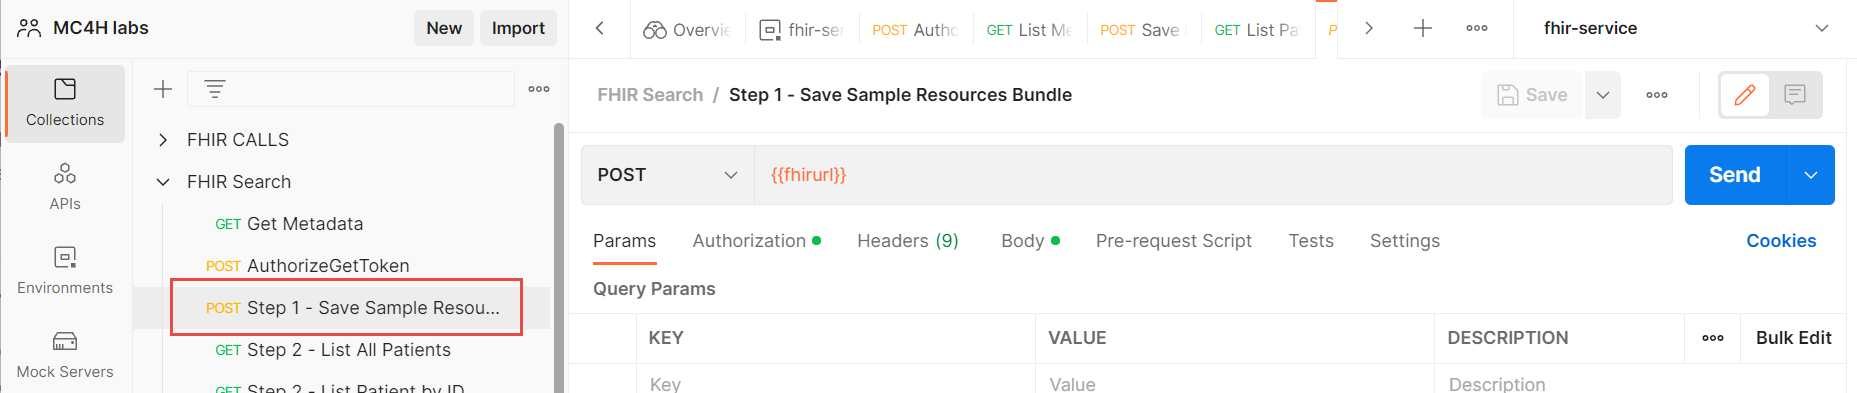 MC4H labs
New
Import
Overvie
fhir-ser
POST Autho
GET List Me
POST Save
GET List Pa
fhir-service
Collections
APIs
Environments
Mock Servers
FHIR CALLS
FHIR Search
GET Get Metadata
POST AuthorizeGetToken
POST Step 1 - Save Sample Resou...
GET Step 2 - List All Patients
GET Step 2 - List Patient by ID
FHIR Search / Step 1 - Save Sample Resources Bundle
Save
POST
{{fhirurl}}
Send
Params
Authorization
Headers (9)
Body
Pre-request Script
Tests
Settings
Cookies
Query Params
KEY
VALUE
DESCRIPTION
Bulk Edit
Key
Value
Description